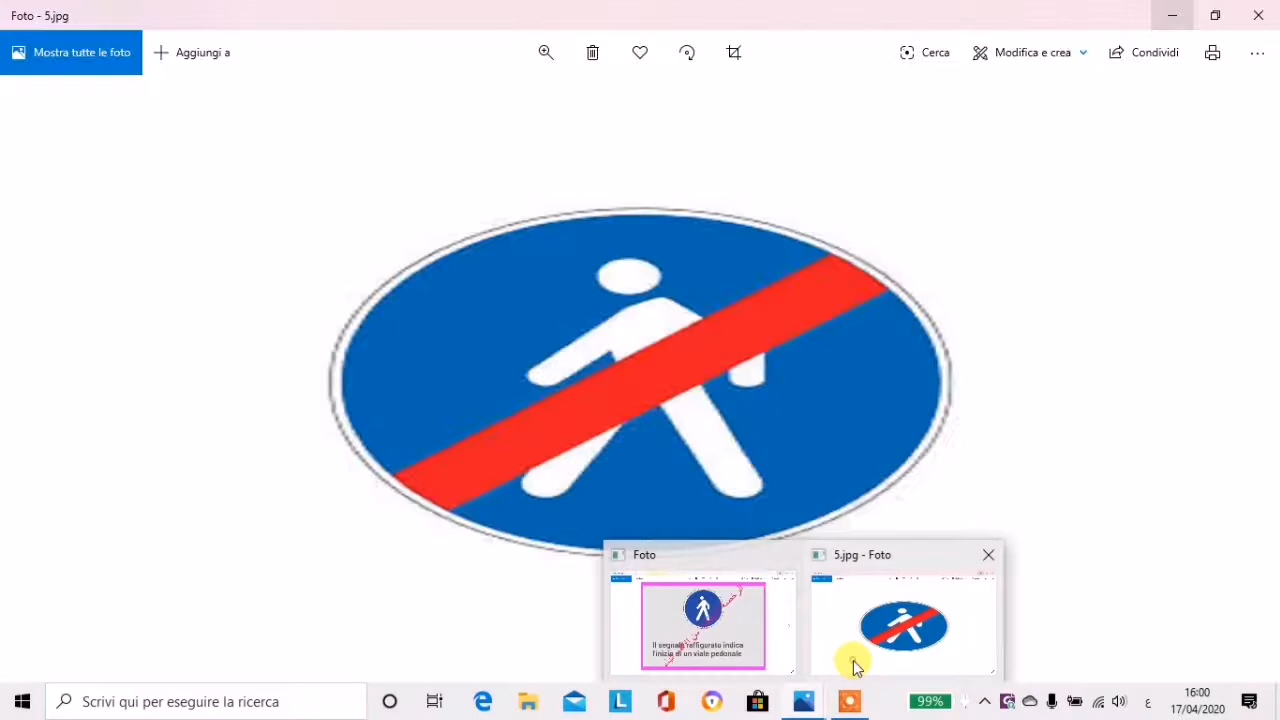 Foto - 5.jpg
Mostra tutte le foto
Aggiungi a
Cerca
Modifica e crea
Condividi
Foto
5.jpg - Foto
Il segnale raffigurato indica
l'inizio di un viale pedonale
Scrivi qui per eseguire la ricerca
99%
ع
16:00
17/04/2020